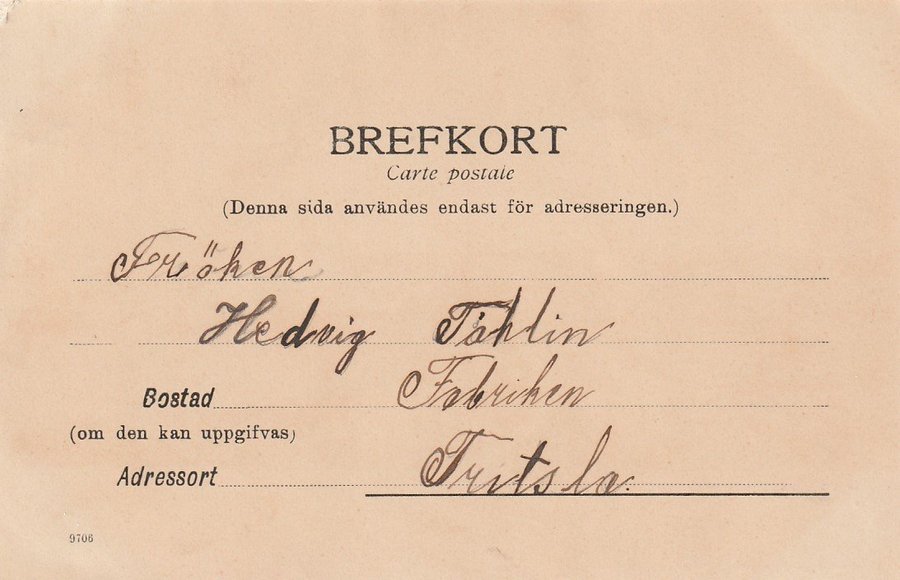 BREFKORT
Carte postale
(Denna sida användes endast för adresseringen.)
Fröken
Hedvig Tåhlin
Bostad Fabriken
(om den kan uppgifvas)
Adressort Fritsla.
9706